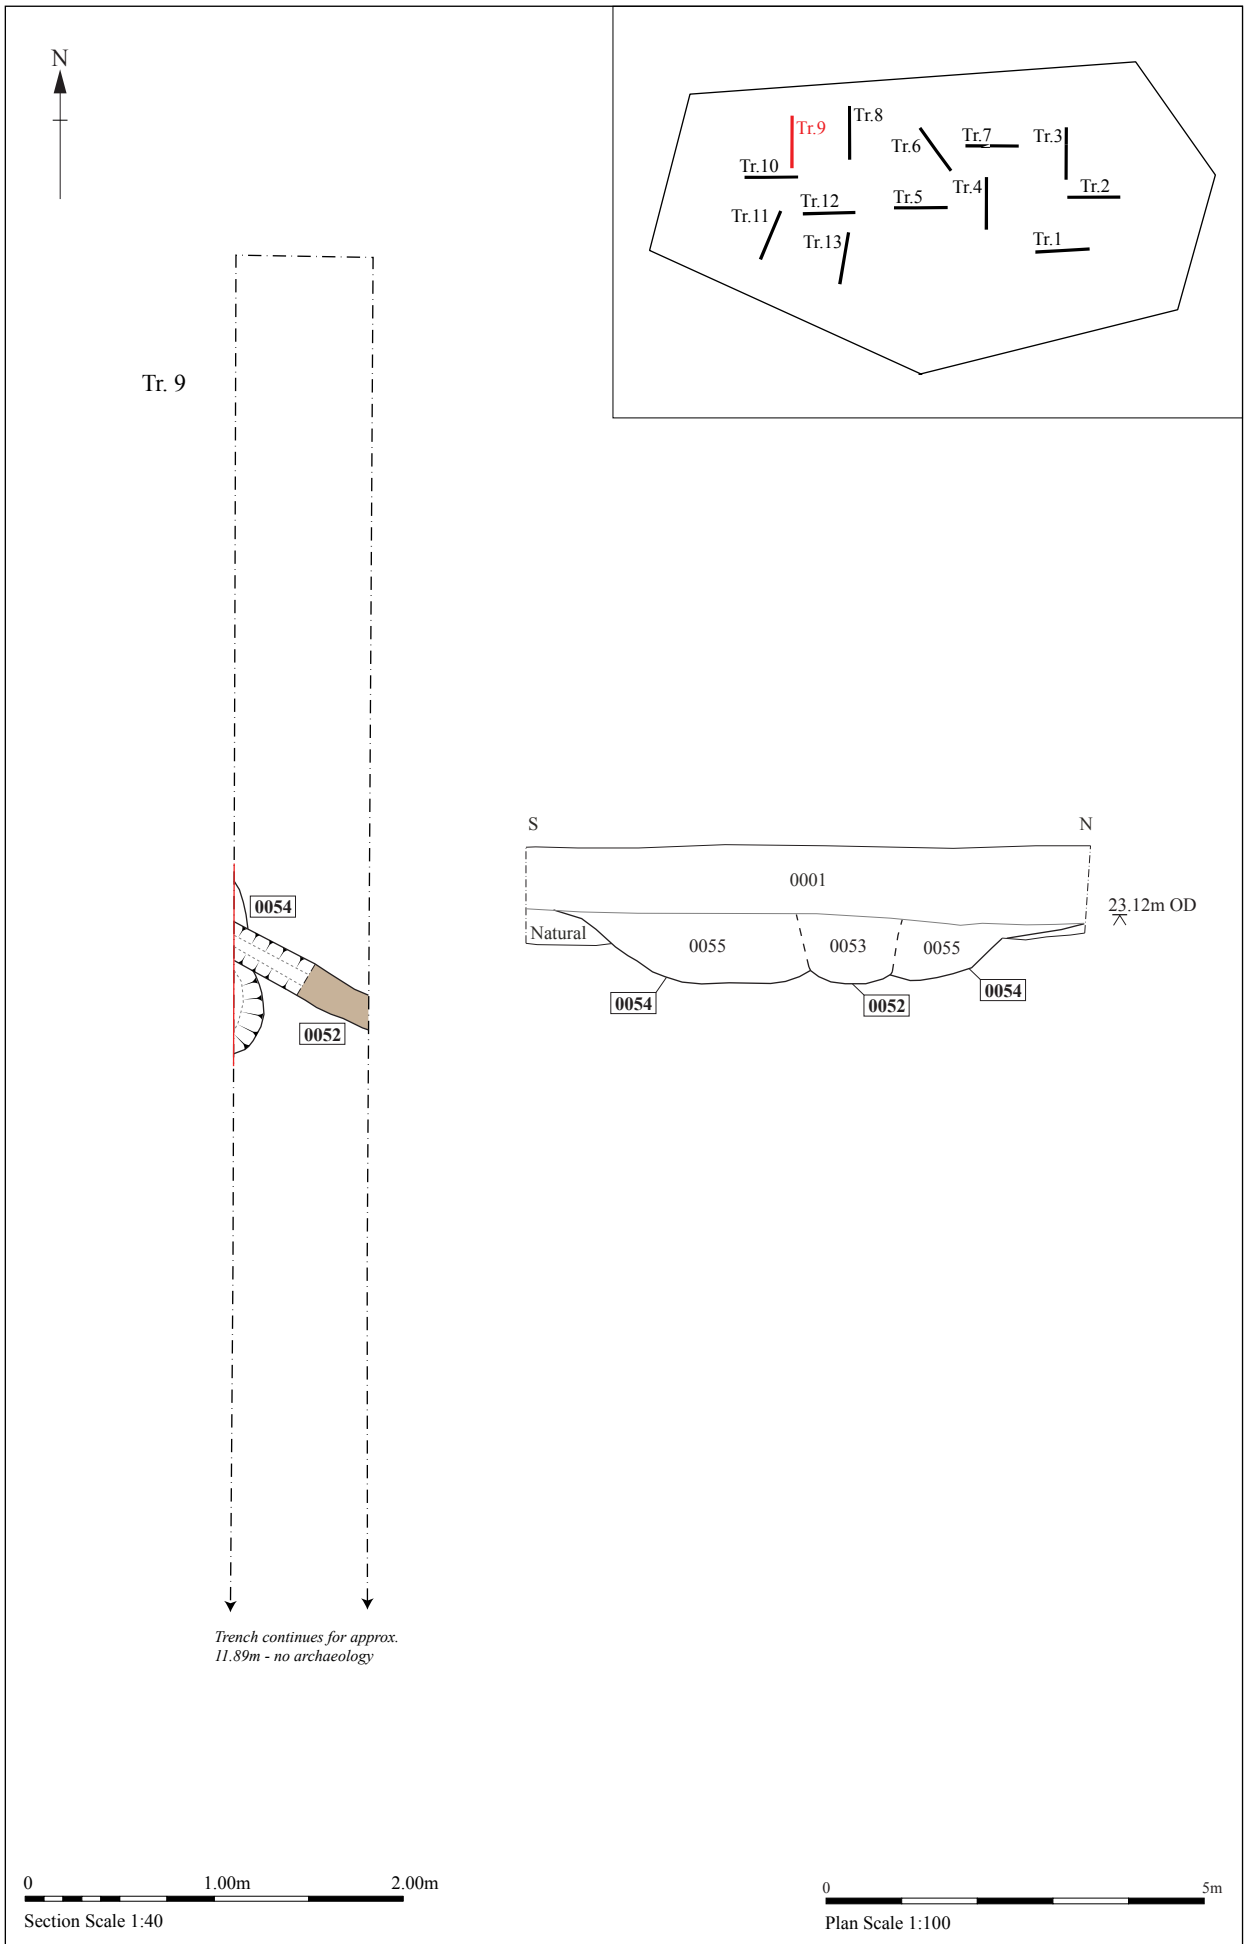 N
Tr.8
Tr.9
Tr.7
Tr.3
Tr.6
Tr.10
Tr.4
Tr.2
Tr.12
Tr.5
Tr.11
Tr.13
Tr.1
Tr. 9
S
N
0001
23.12m OD
0054
Natural
0055
0053
0055
0054
0052
0054
0052
Trench continues for approx.
11.89m - no archaeology
0 1.00m 2.00m
Section Scale 1:40
0 5m
Plan Scale 1:100